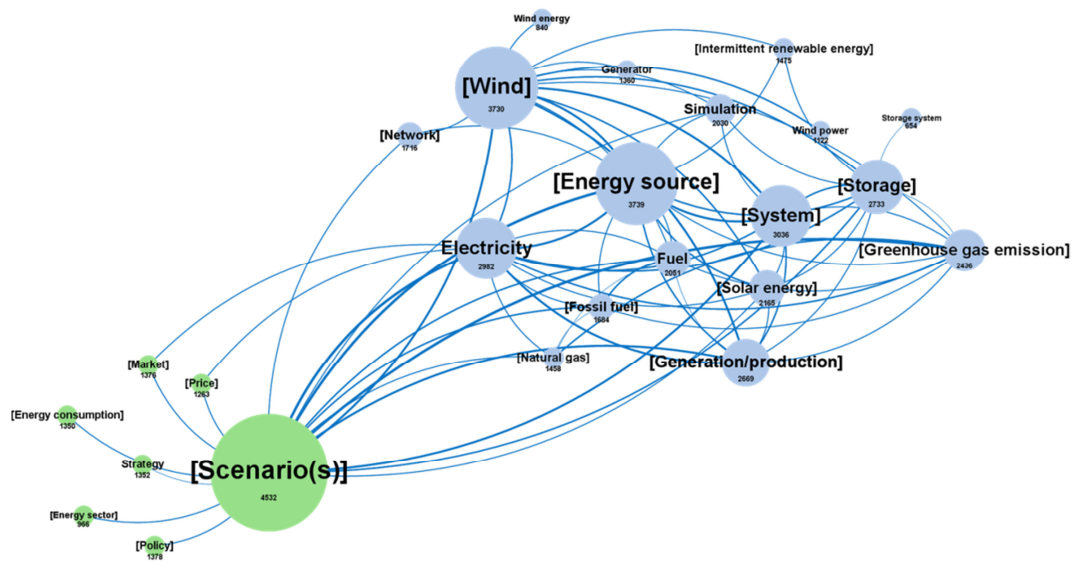 Wind energy
840
[Wind]
3730
[Intermittent renewable energy]
1475
Generator
1360
Simulation
2030
Wind power
1122
Storage system
654
[Network]
1716
[Energy source]
3739
[Storage]
2733
[System]
3036
Electricity
2982
[Greenhouse gas emission]
2436
Fuel
2051
[Solar energy]
2165
[Fossil fuel]
1684
[Natural gas]
1458
[Generation/production]
2669
[Market]
1376
[Price]
1263
[Energy consumption]
1350
Strategy
1352
[Scenario(s)]
4532
[Energy sector]
966
[Policy]
1378